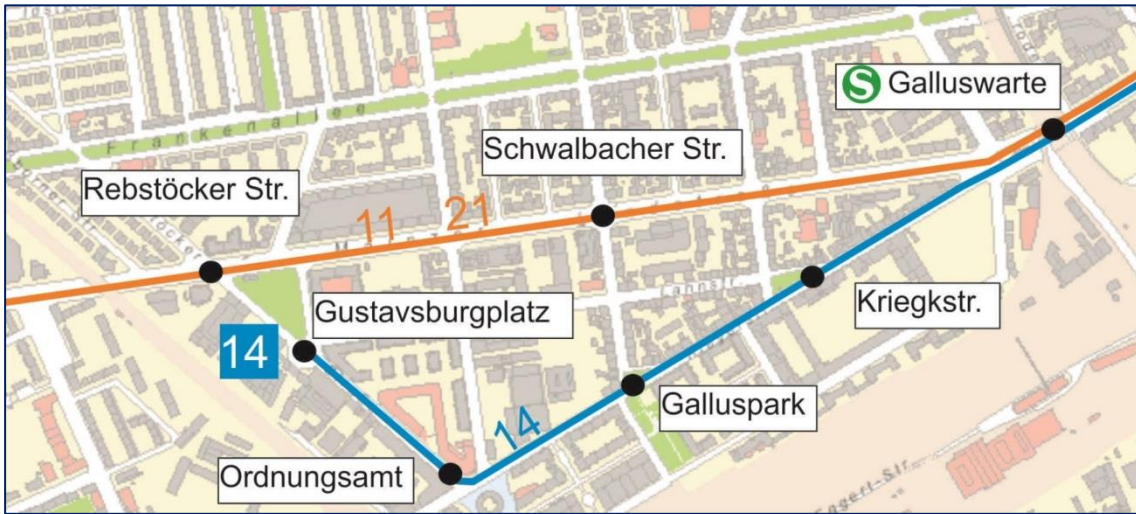 Frankenallee
S Galluswarte
Schwalbacher Str.
Rebstöcker Str.
11 21
Gustavsburgplatz
14
Kriegkstr.
Galluspark
14
Ordnungsamt